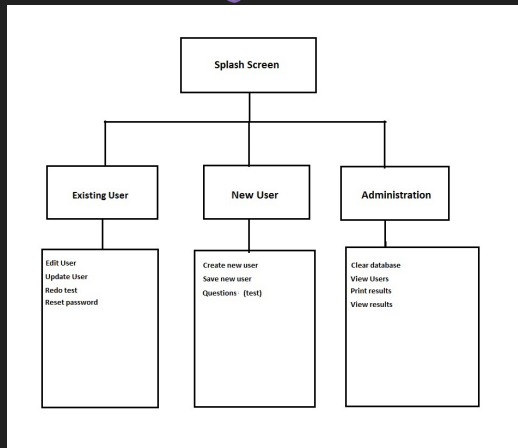 Splash Screen
Existing User
New User
Administration
Edit User
Update User
Redo test
Reset password
Create new user
Save new user
Questions (test)
Clear database
View Users
Print results
View results